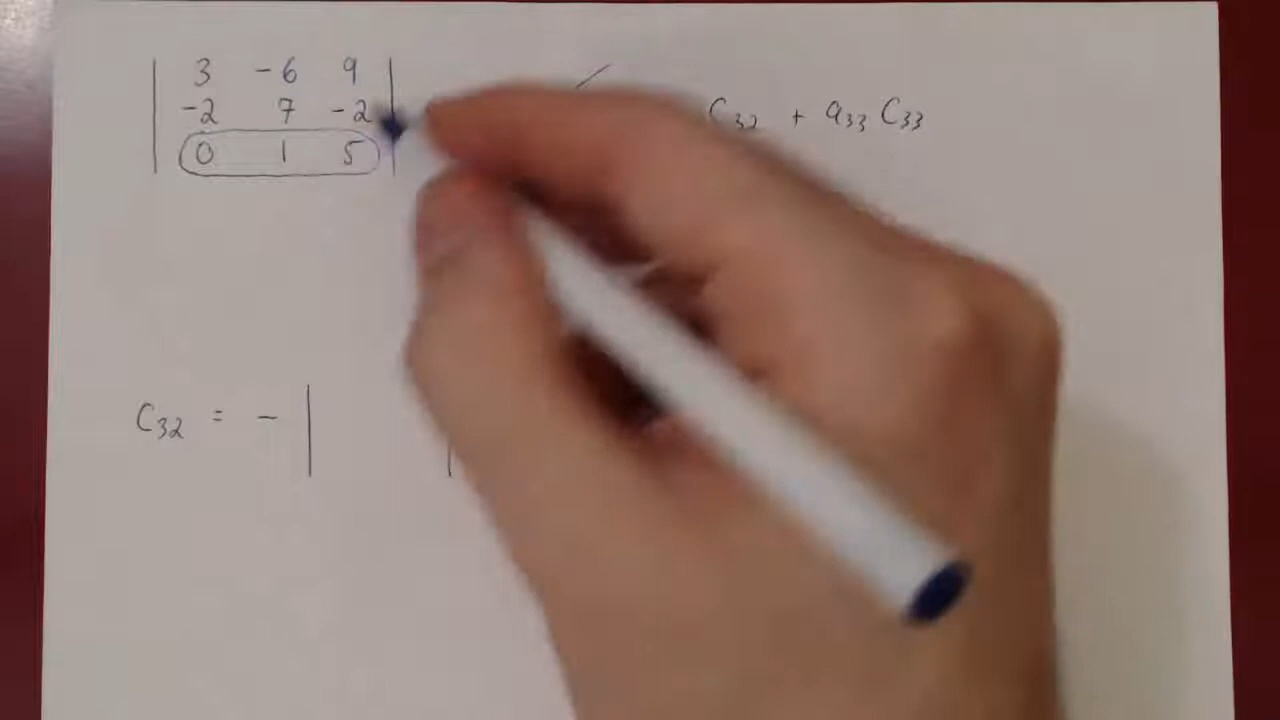 | 3 -6 9 |
| -2 7 -2 | C₃₂ + a₃₃ C₃₃
| 0 1 5 |
C₃₂ = - | |